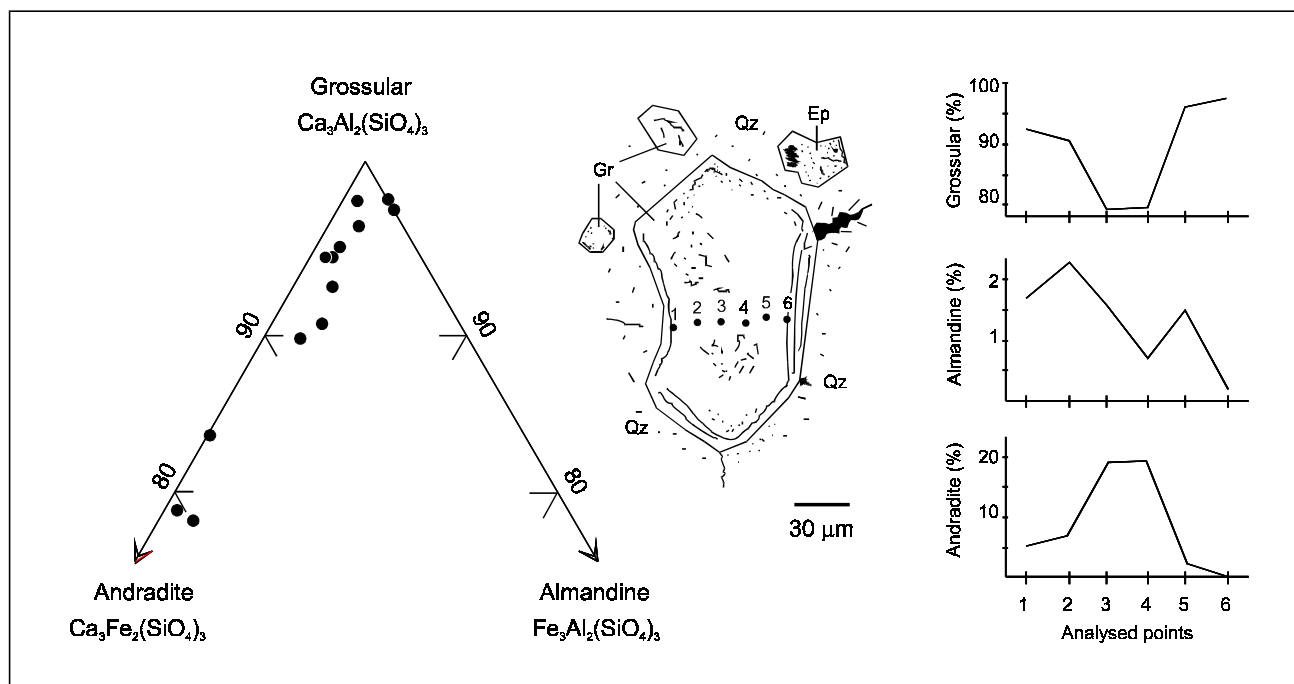 Grossular
Ca₃Al₂(SiO₄)₃
90
80
90
80
Andradite
Ca₃Fe₂(SiO₄)₃
Almandine
Fe₃Al₂(SiO₄)₃
Qz
Ep
Gr
1 2 3 4 5 6
Qz
Qz
30 μm
Grossular (%)
100
90
80
Almandine (%)
2
1
Andradite (%)
20
10
1 2 3 4 5 6
Analysed points